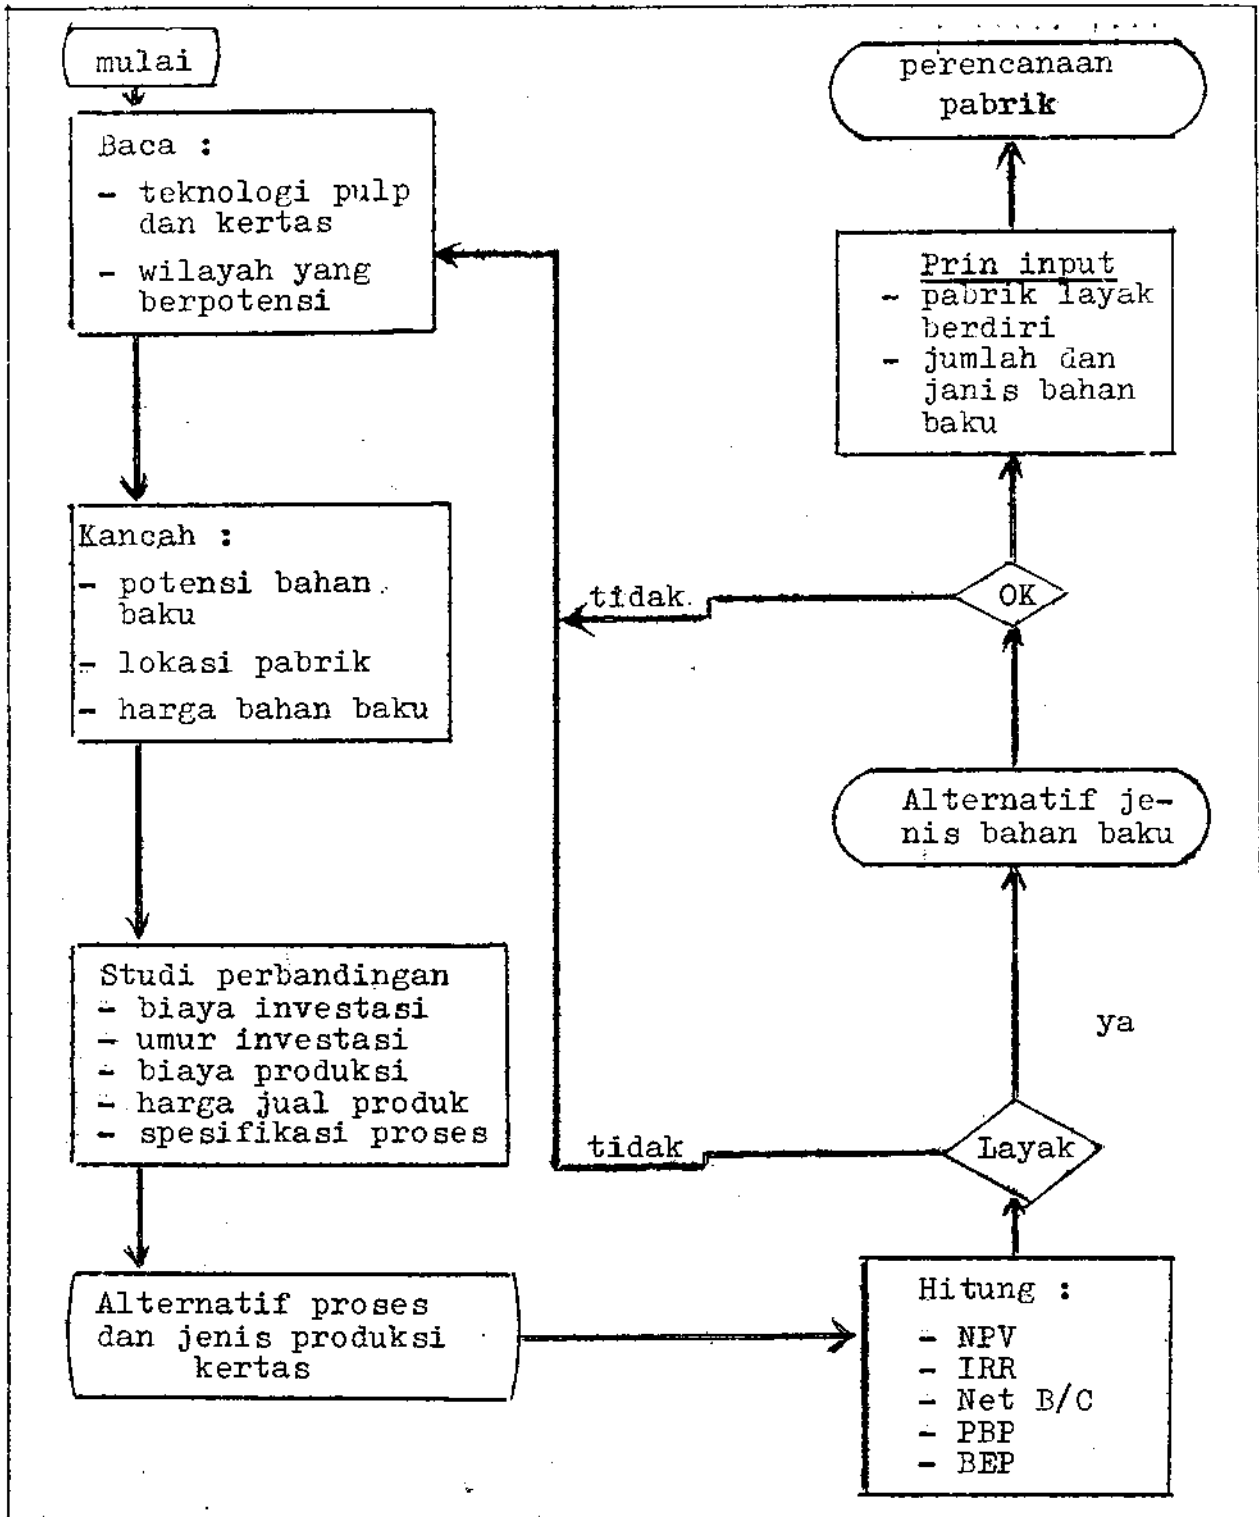 mulai
Baca :
- teknologi pulp
dan kertas
- wilayah yang
berpotensi
Kancah :
- potensi bahan
baku
- lokasi pabrik
- harga bahan baku
Studi perbandingan
- biaya investasi
- umur investasi
- biaya produksi
- harga jual produk
- spesifikasi proses
Alternatif proses
dan jenis produksi
kertas
Hitung :
- NPV
- IRR
- Net B/C
- PBP
- BEP
Layak
tidak
ya
Alternatif je-
nis bahan baku
OK
tidak
Prin input
- pabrik layak
berdiri
- jumlah dan
janis bahan
baku
perencanaan
pabrik